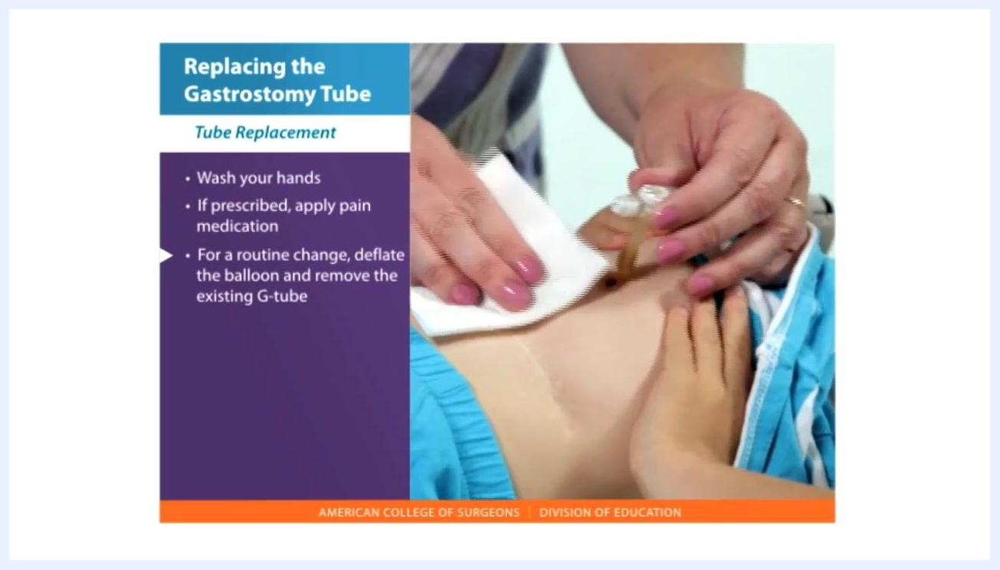 Replacing the
Gastrostomy Tube
Tube Replacement
• Wash your hands
• If prescribed, apply pain
medication
• For a routine change, deflate
the balloon and remove the
existing G-tube
AMERICAN COLLEGE OF SURGEONS | DIVISION OF EDUCATION